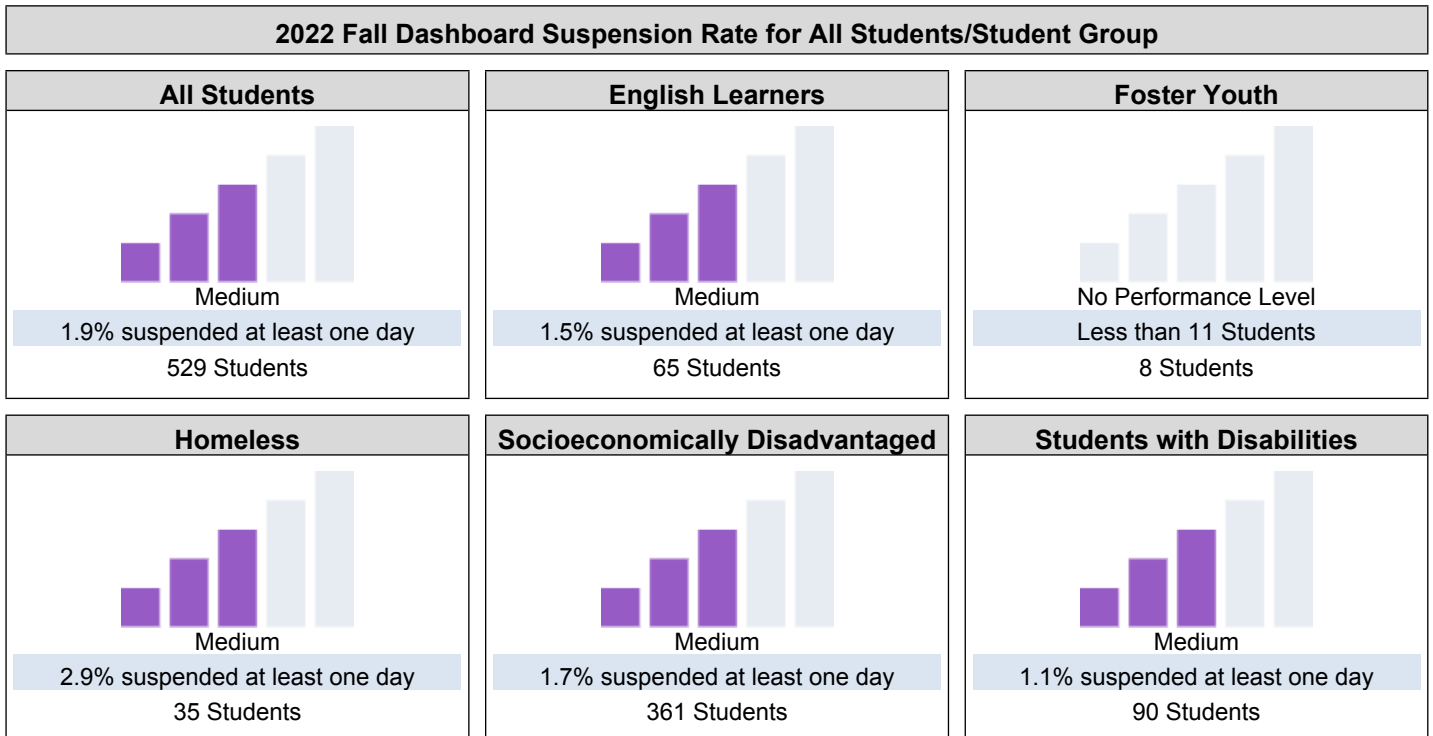 2022 Fall Dashboard Suspension Rate for All Students/Student Group
All Students
Medium
1.9% suspended at least one day
529 Students
English Learners
Medium
1.5% suspended at least one day
65 Students
Foster Youth
No Performance Level
Less than 11 Students
8 Students
Homeless
Medium
2.9% suspended at least one day
35 Students
Socioeconomically Disadvantaged
Medium
1.7% suspended at least one day
361 Students
Students with Disabilities
Medium
1.1% suspended at least one day
90 Students